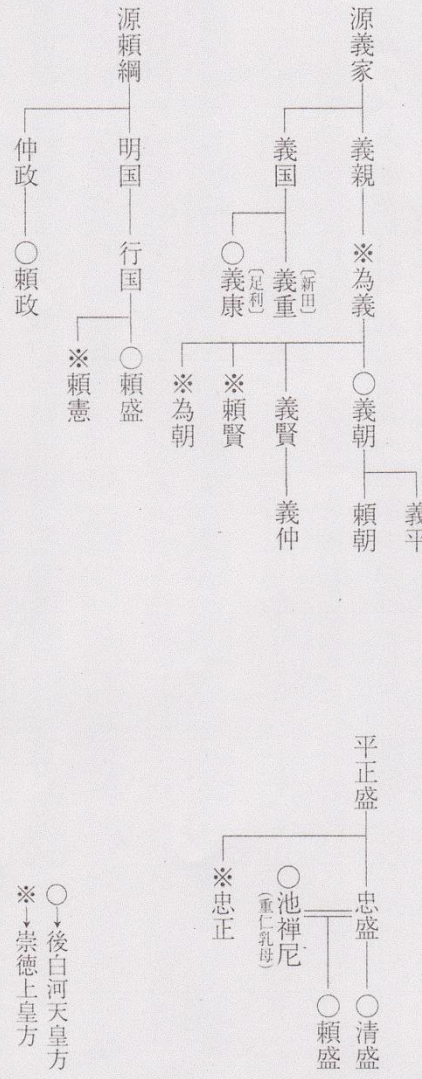 源義家
義親
※為義
○義朝
義平
頼朝
義賢
義仲
※頼賢
※為朝
義国
義重
〔新田〕
○義康
〔足利〕
源頼綱
明国
行国
○頼盛
※頼憲
仲政
○頼政
平正盛
忠盛
○清盛
○頼盛
○池禅尼
(重仁乳母)
※忠正
○→後白河天皇方
※→崇徳上皇方